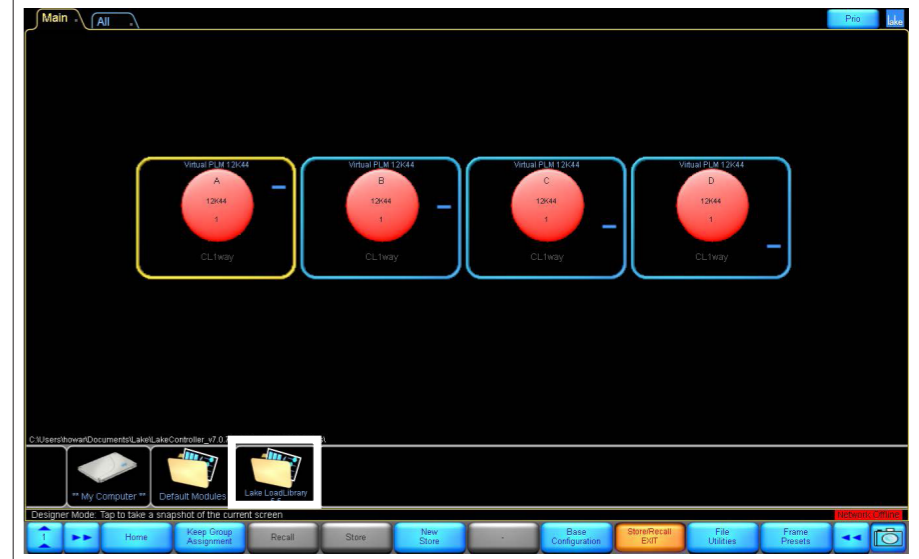 Main
All
Prio
lake
Virtual PLM 12K44
A
12K44
1
CL1way
Virtual PLM 12K44
B
12K44
1
CL1way
Virtual PLM 12K44
C
12K44
1
CL1way
Virtual PLM 12K44
D
12K44
1
CL1way
C:\Users\howar\Documents\Lake\LakeController_v7.0.
** My Computer **
Default Modules
Lake LoadLibrary
Designer Mode: Tap to take a snapshot of the current screen
Network Offline
1
Home
Keep Group
Assignment
Recall
Store
New
Store
-
Base
Configuration
Store/Recall
EXIT
File
Utilities
Frame
Presets